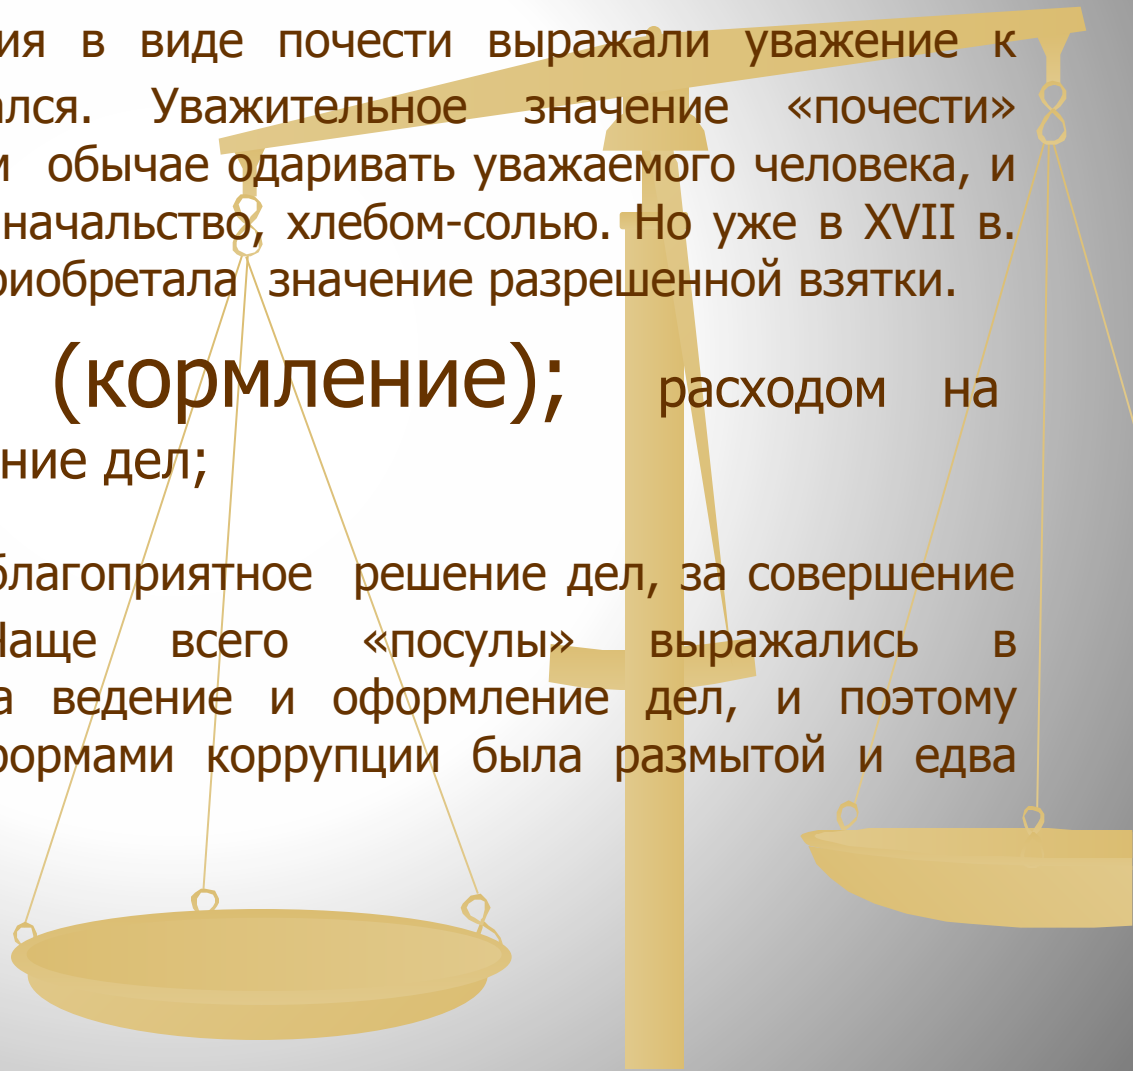 ия в виде почести выражали уважение к
ался. Уважительное значение «почести»
м обычае одаривать уважаемого человека, и
начальство, хлебом-солью. Но уже в XVII в.
риобретала значение разрешенной взятки.
(кормление); расходом на
ние дел;
благоприятное решение дел, за совершение
Чаще всего «посулы» выражались в
а ведение и оформление дел, и поэтому
формами коррупции была размытой и едва